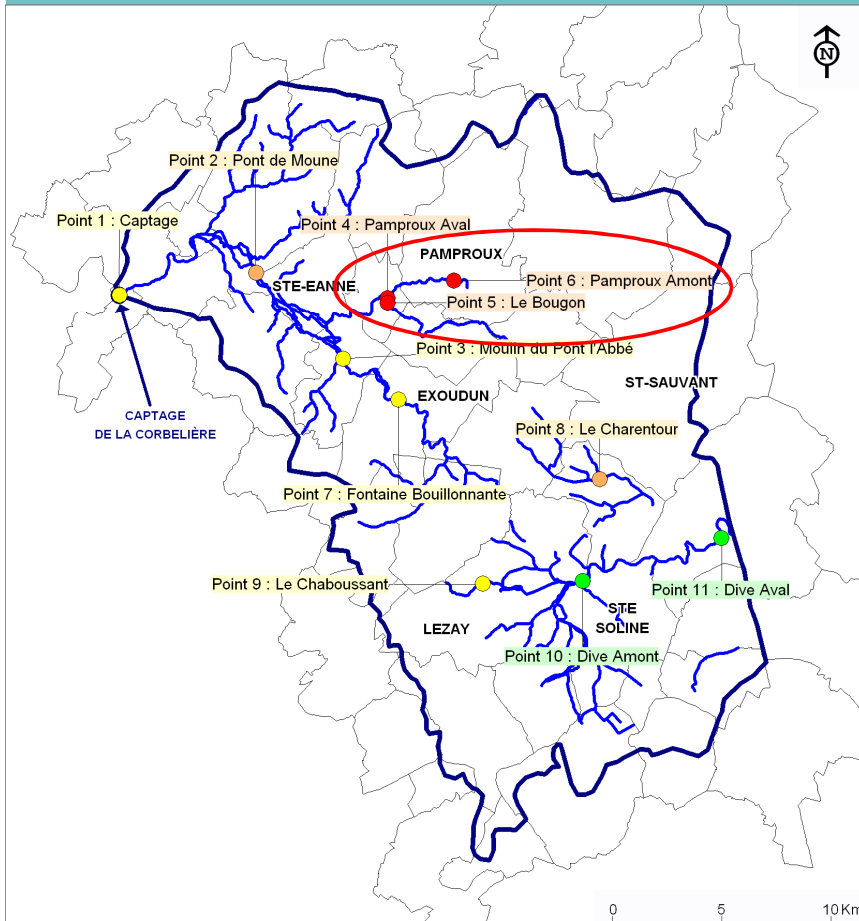 N
Point 2 : Pont de Moune
Point 1 : Captage
Point 4 : Pamproux Aval
PAMPROUX
Point 6 : Pamproux Amont
STE-EANNE
Point 5 : Le Bougon
Point 3 : Moulin du Pont l'Abbé
ST-SAUVANT
EXOUDUN
CAPTAGE
DE LA CORBELIÈRE
Point 8 : Le Charentour
Point 7 : Fontaine Bouillonnante
Point 9 : Le Chaboussant
Point 11 : Dive Aval
STE
SOLINE
LEZAY
Point 10 : Dive Amont
0 5 10 Km